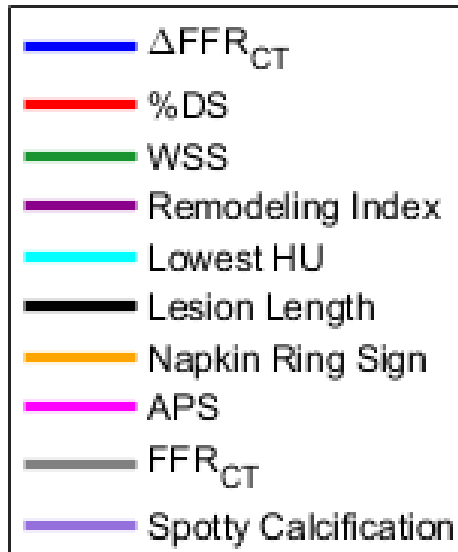 ΔFFR_CT
%DS
WSS
Remodeling Index
Lowest HU
Lesion Length
Napkin Ring Sign
APS
FFR_CT
Spotty Calcification